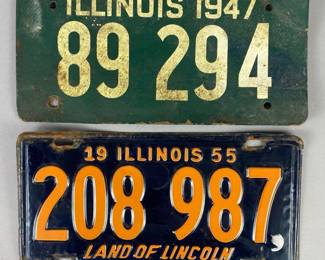 ILLINOIS 1947
89 294
19 ILLINOIS 55
208 987
LAND OF LINCOLN